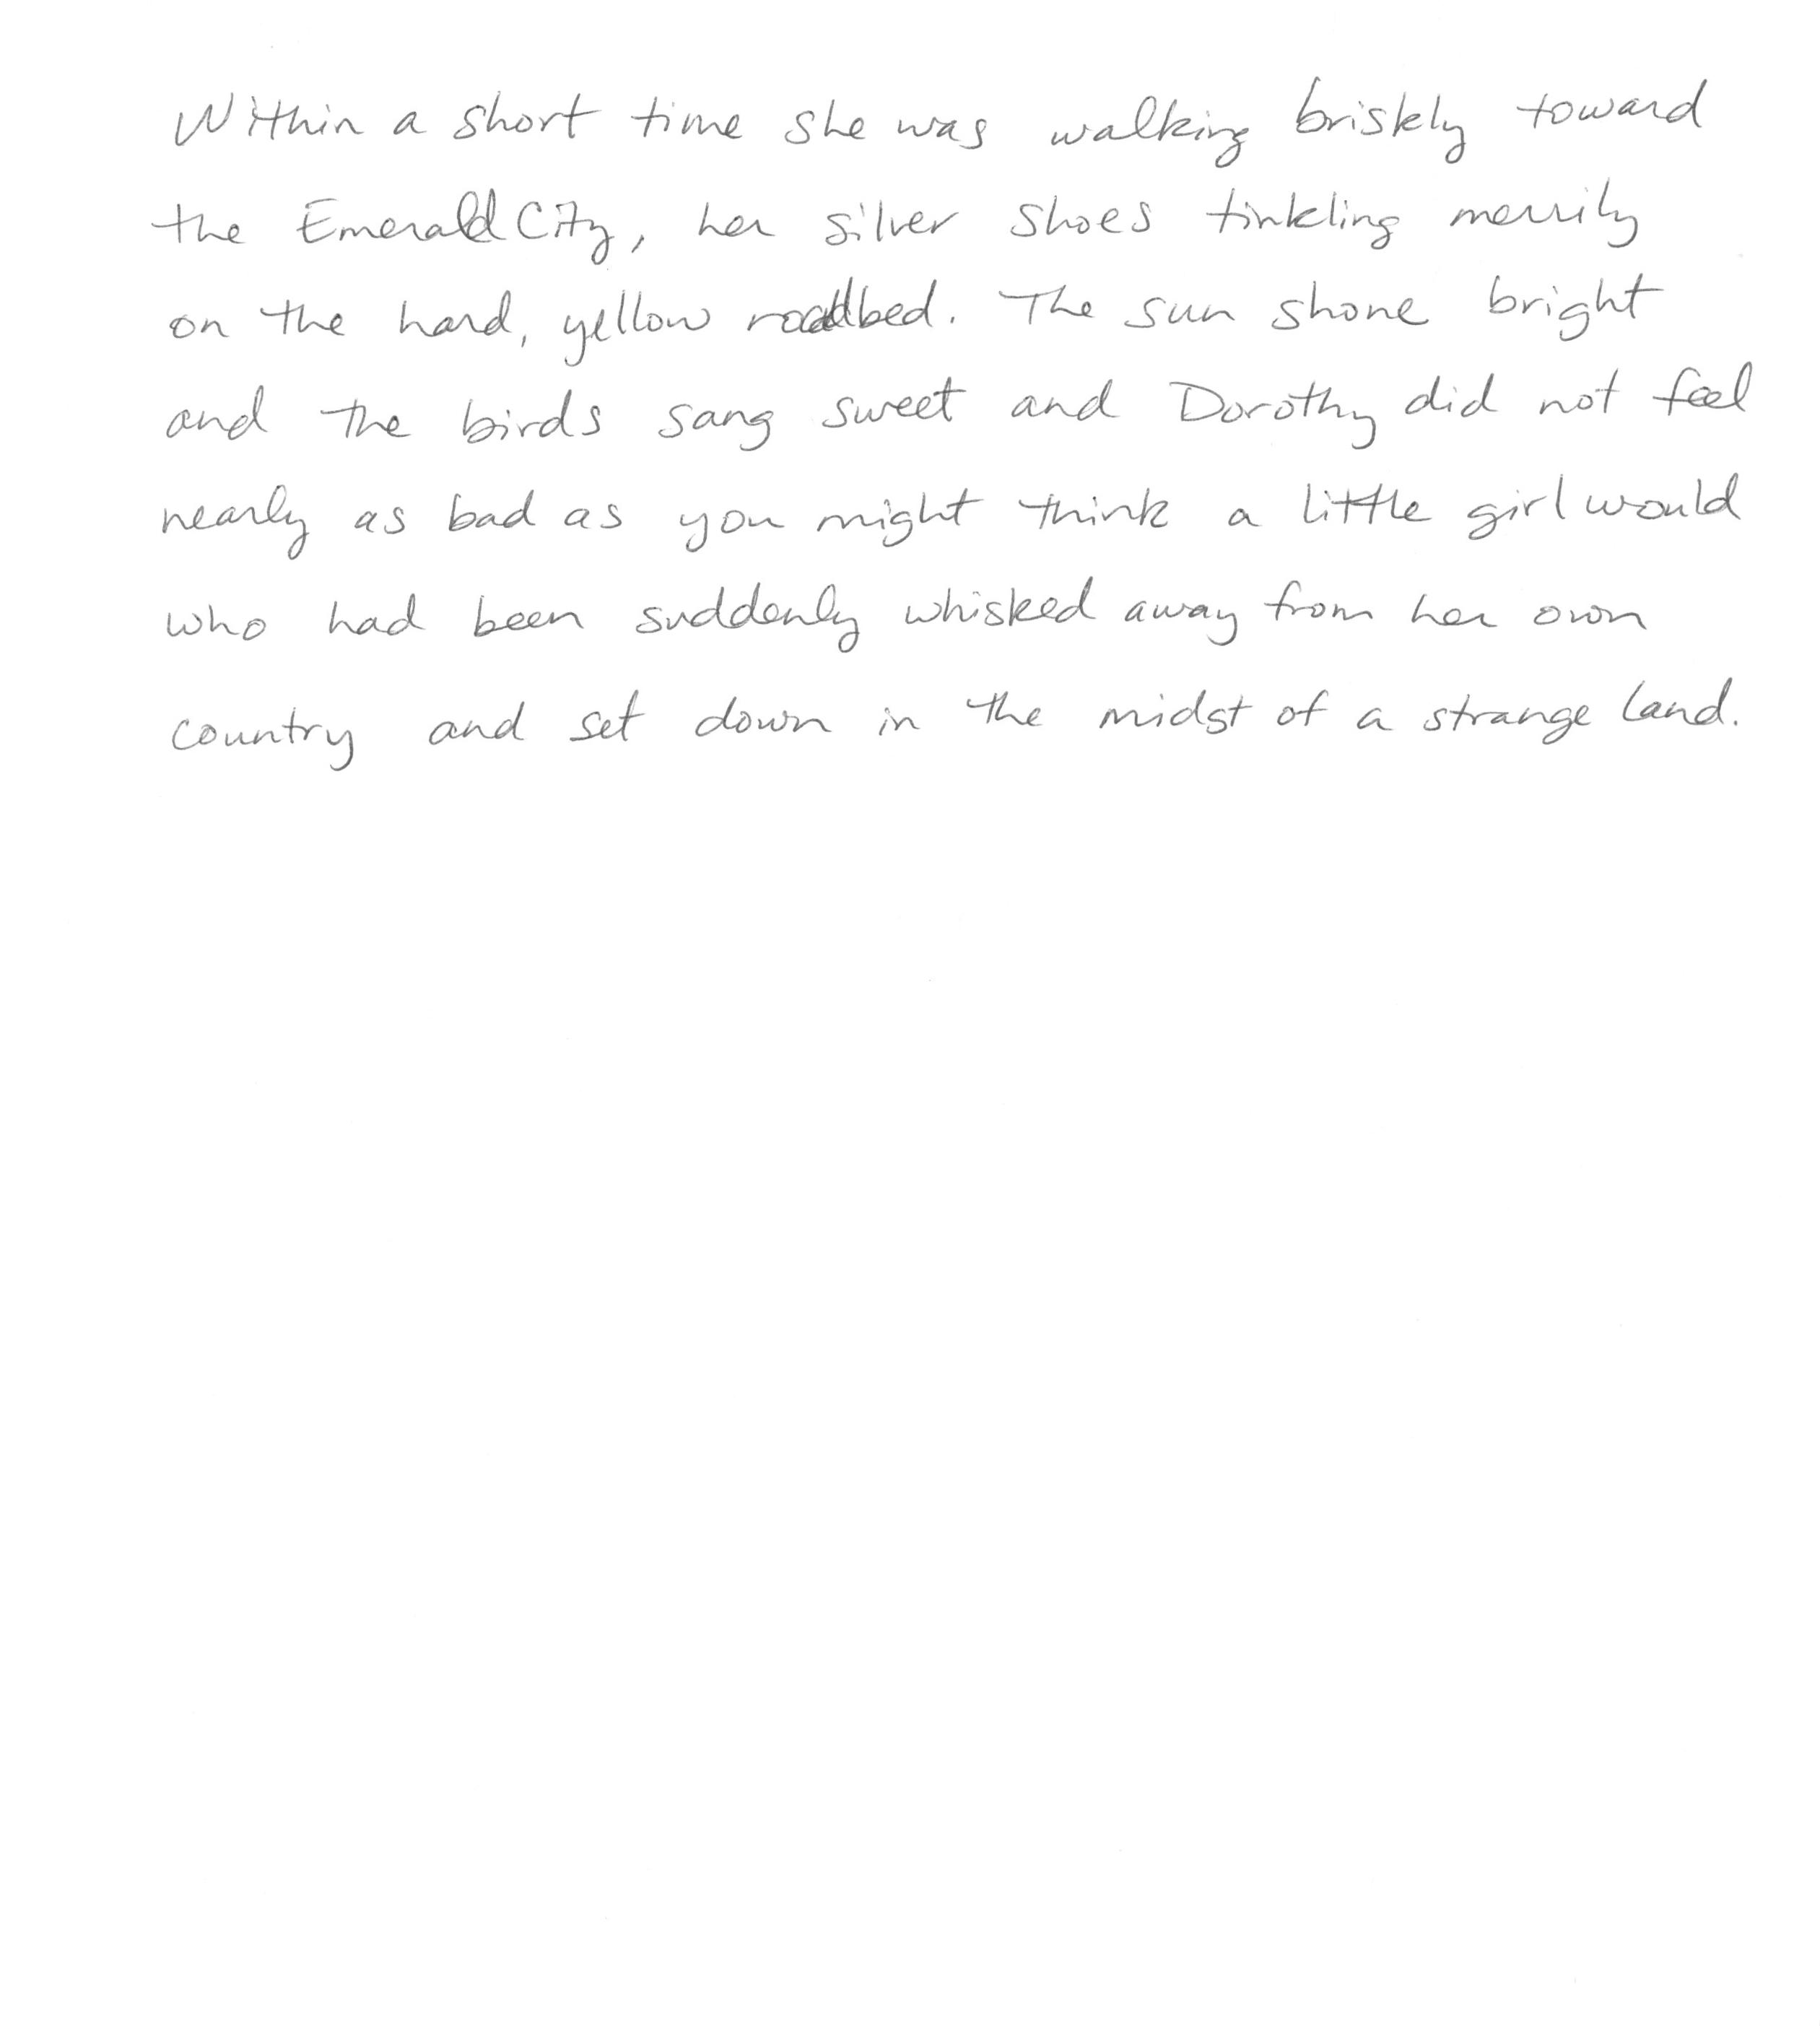 Within a short time she was walking briskly toward
the Emerald City, her silver shoes tinkling merrily
on the hard, yellow roadbed. The sun shone bright
and the birds sang sweet and Dorothy did not feel
nearly as bad as you might think a little girl would
who had been suddenly whisked away from her own
country and set down in the midst of a strange land.